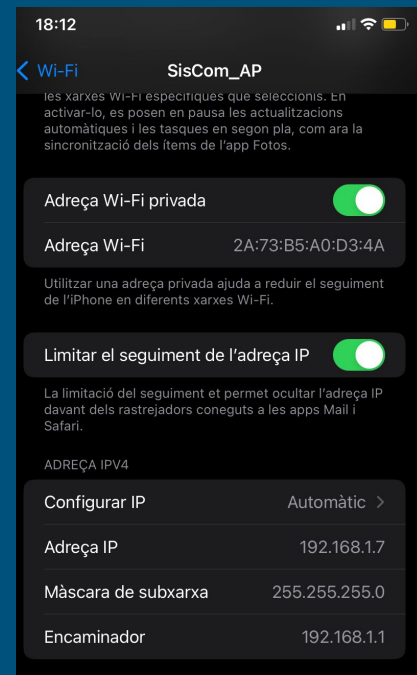 18:12
Wi-Fi
SisCom_AP
les xarxes Wi-Fi específiques que seleccionis. En
activar-lo, es posen en pausa les actualitzacions
automàtiques i les tasques en segon pla, com ara la
sincronització dels ítems de l'app Fotos.
Adreça Wi-Fi privada
Adreça Wi-Fi 2A:73:B5:A0:D3:4A
Utilitzar una adreça privada ajuda a reduir el seguiment
de l'iPhone en diferents xarxes Wi-Fi.
Limitar el seguiment de l'adreça IP
La limitació del seguiment et permet ocultar l'adreça IP
davant dels rastrejadors coneguts a les apps Mail i
Safari.
ADREÇA IPV4
Configurar IP Automàtic >
Adreça IP 192.168.1.7
Màscara de subxarxa 255.255.255.0
Encaminador 192.168.1.1